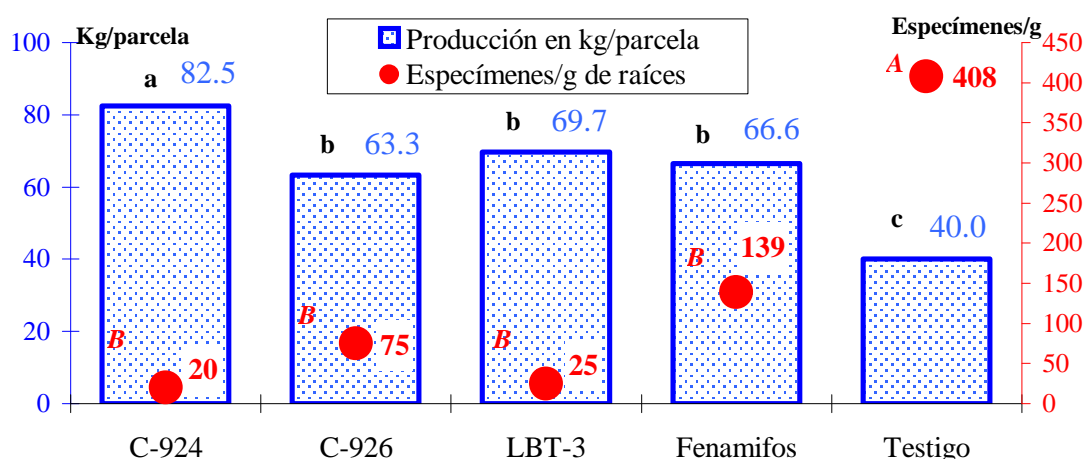 Kg/parcela
Especímenes/g
Producción en kg/parcela
Especímenes/g de raíces
100
80
60
40
20
0
450
400
350
300
250
200
150
100
50
0
a 82.5
b 63.3
b 69.7
b 66.6
c 40.0
B 20
B 75
B 25
B 139
A 408
C-924
C-926
LBT-3
Fenamifos
Testigo